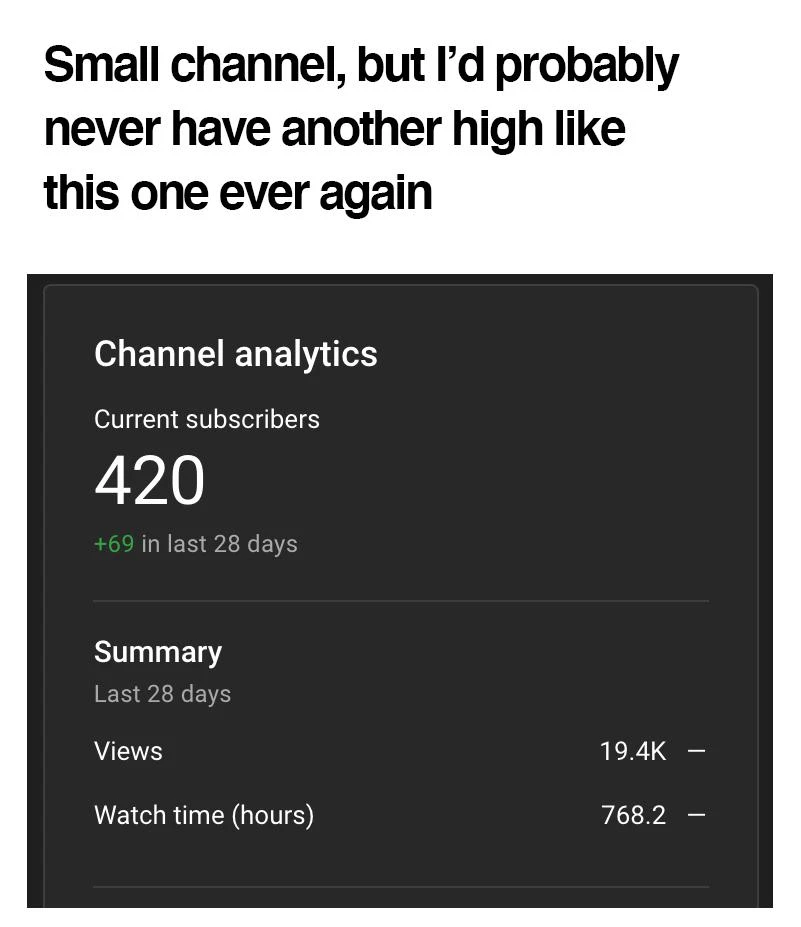 Small channel, but I’d probably
never have another high like
this one ever again
Channel analytics
Current subscribers
420
+69 in last 28 days
Summary
Last 28 days
Views 19.4K —
Watch time (hours) 768.2 —